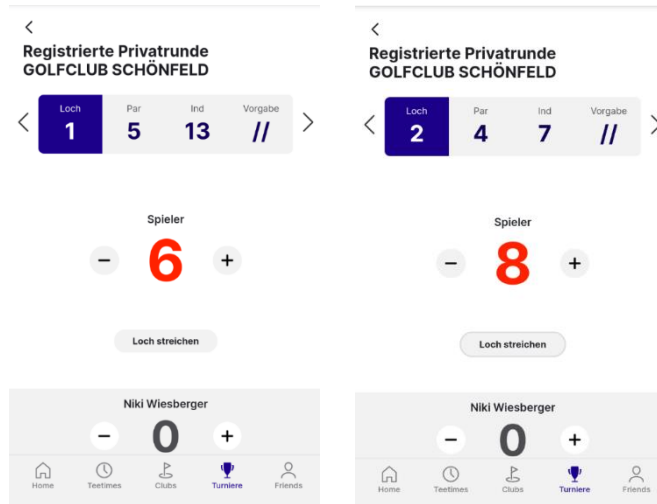 Registrierte Privatrunde
GOLFCLUB SCHÖNFELD
Loch Par Ind Vorgabe
1 5 13 //
Spieler
− 6 +
Loch streichen
Niki Wiesberger
− 0 +
Home Teetimes Clubs Turniere Friends
Registrierte Privatrunde
GOLFCLUB SCHÖNFELD
Loch Par Ind Vorgabe
2 4 7 //
Spieler
− 8 +
Loch streichen
Niki Wiesberger
− 0 +
Home Teetimes Clubs Turniere Friends